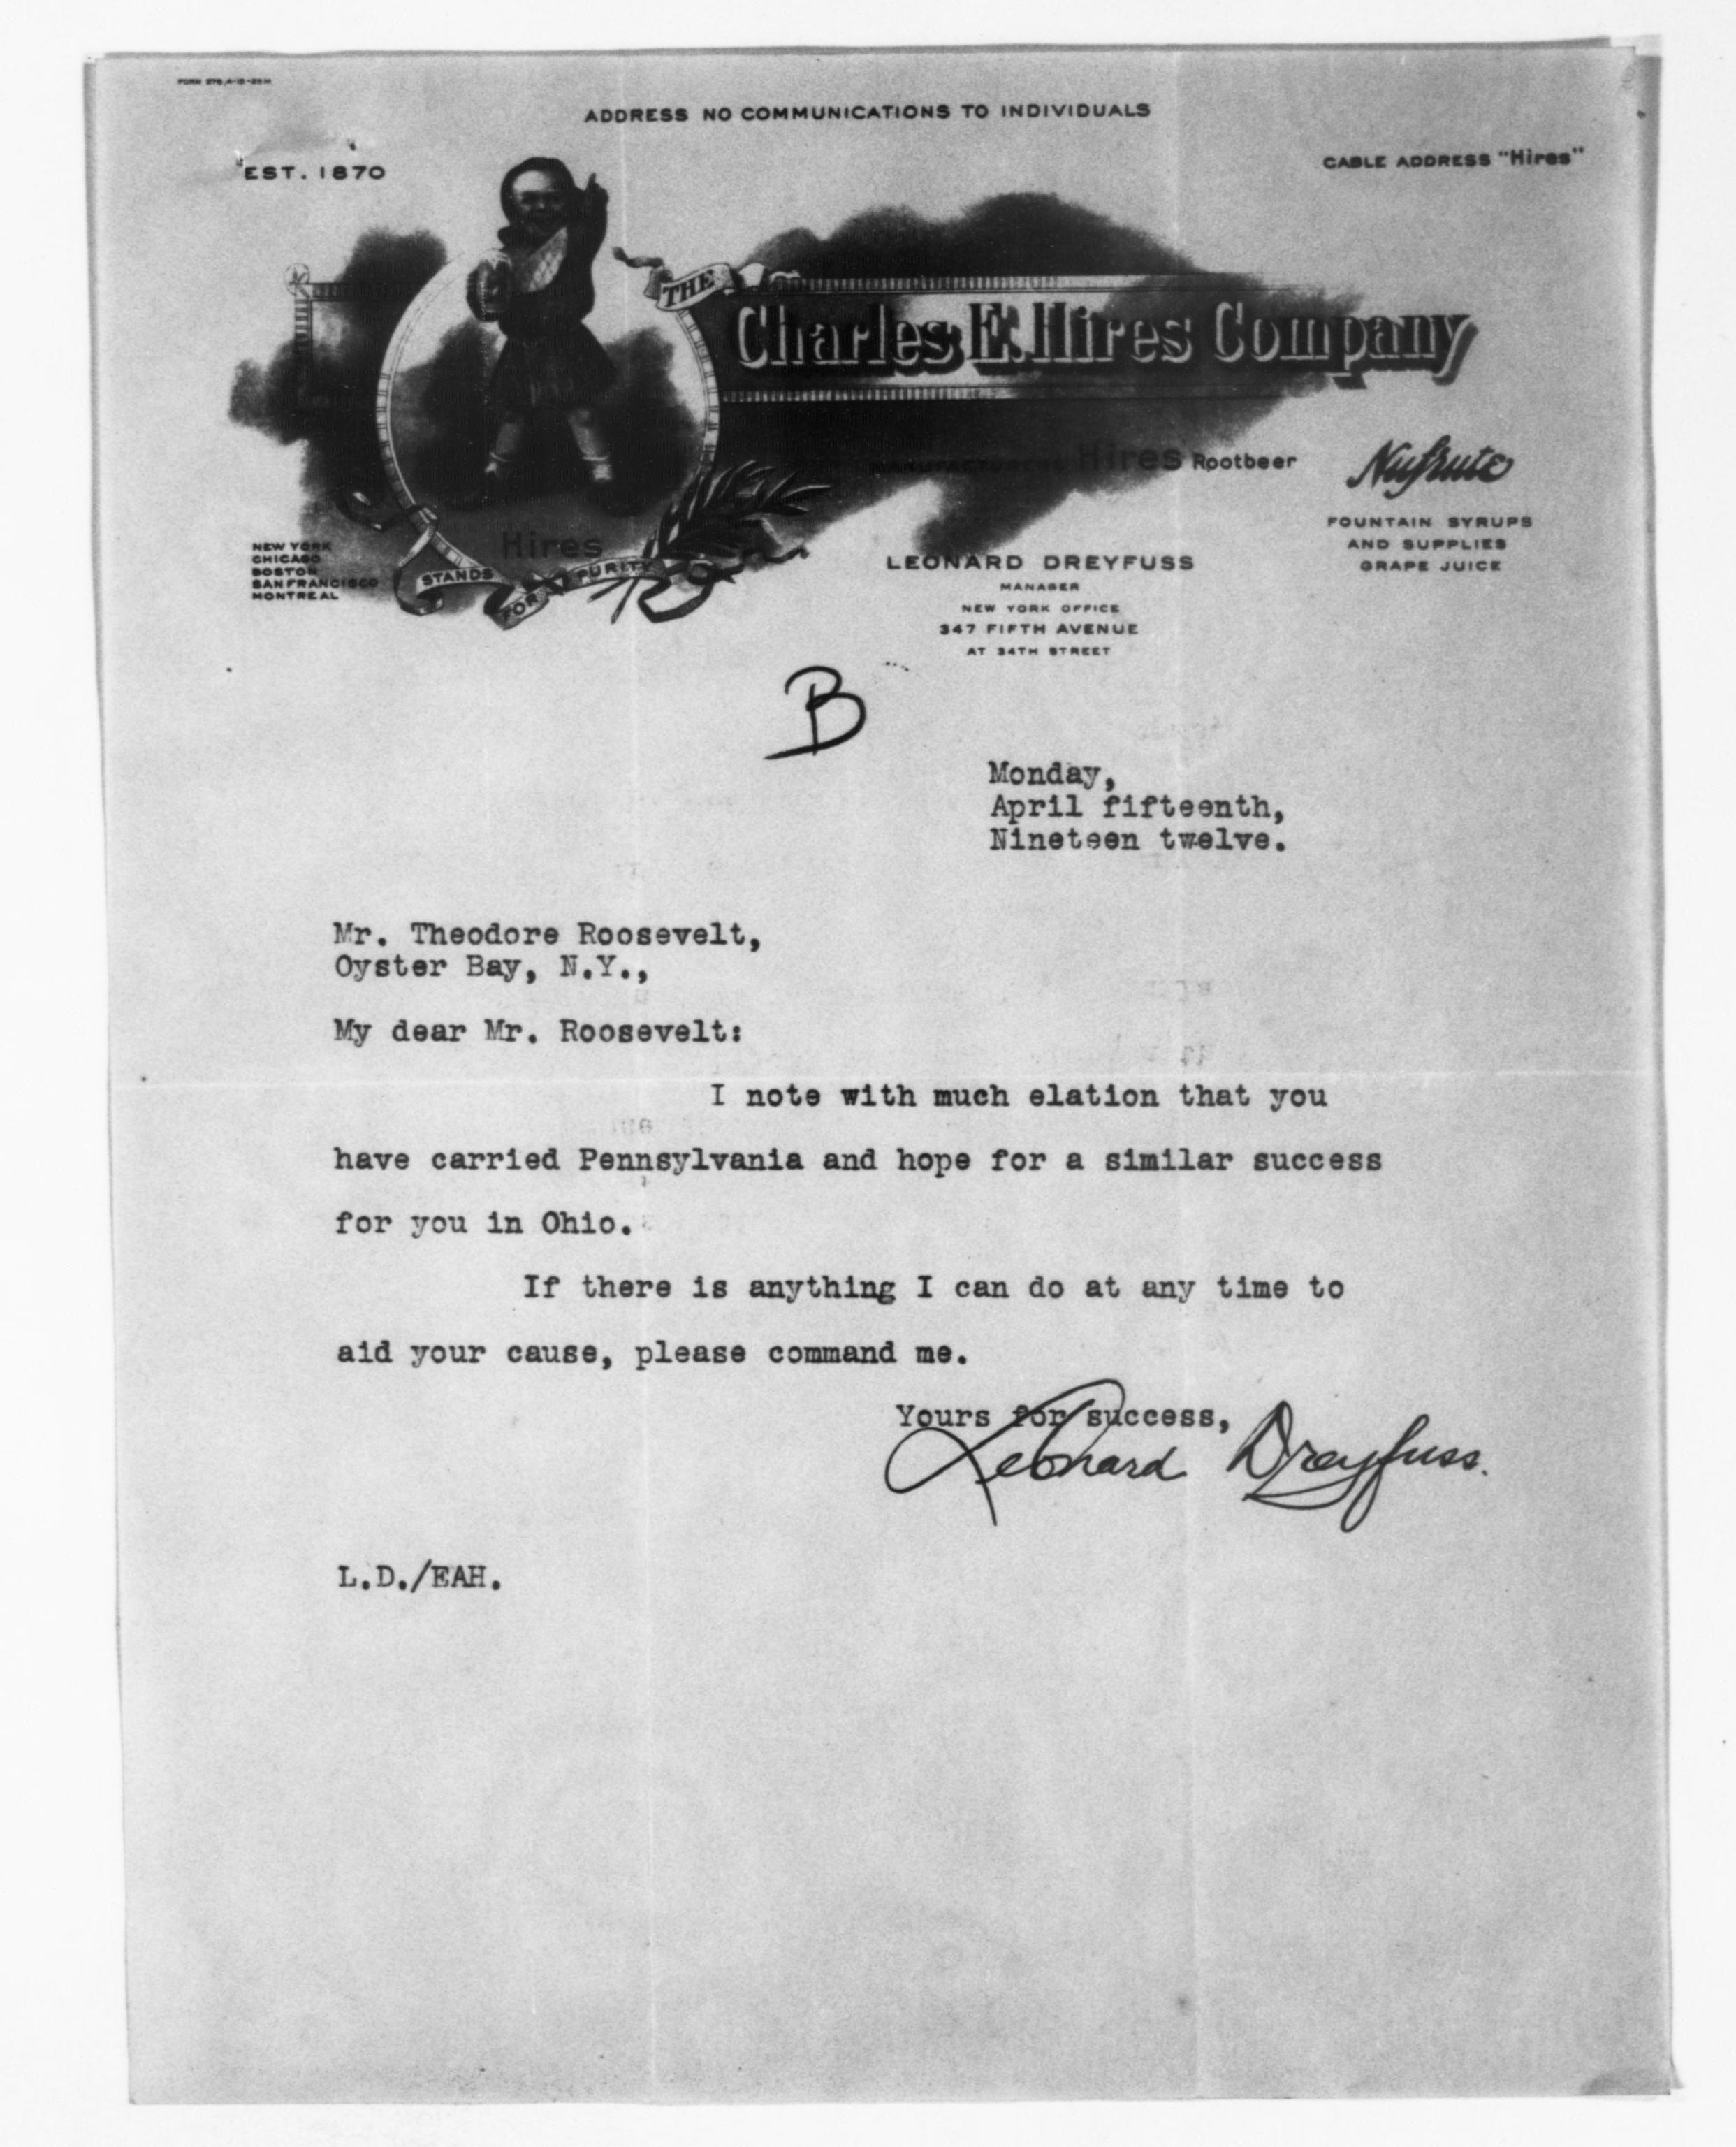 ADDRESS NO COMMUNICATIONS TO INDIVIDUALS
EST. 1870
CABLE ADDRESS "Hires"
THE
Charles E. Hires Company
MANUFACTURERS Hires Rootbeer
Nufrute
FOUNTAIN SYRUPS
AND SUPPLIES
GRAPE JUICE
NEW YORK
CHICAGO
BOSTON
SAN FRANCISCO
MONTREAL
Hires
STANDS FOR PURITY
LEONARD DREYFUSS
MANAGER
NEW YORK OFFICE
347 FIFTH AVENUE
AT 34TH STREET
B
Monday,
April fifteenth,
Nineteen twelve.
Mr. Theodore Roosevelt,
Oyster Bay, N.Y.,
My dear Mr. Roosevelt:
I note with much elation that you
have carried Pennsylvania and hope for a similar success
for you in Ohio.
If there is anything I can do at any time to
aid your cause, please command me.
Yours for success,
Leonard Dreyfuss.
L.D./EAH.